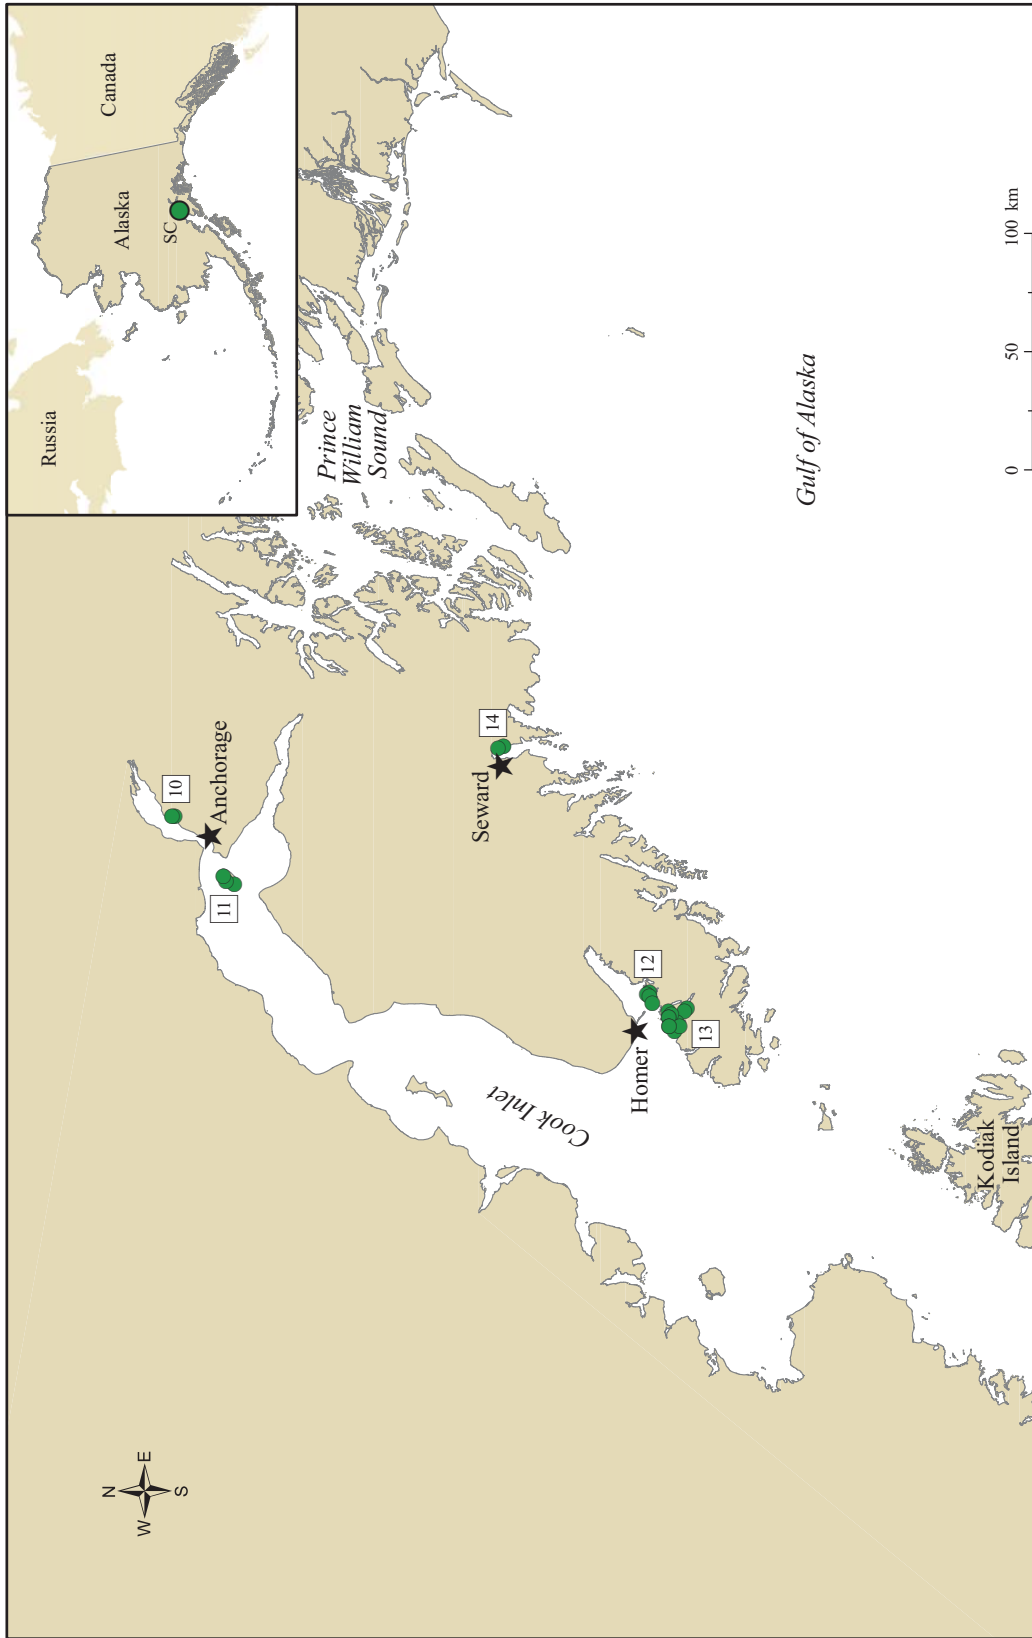 Russia
Alaska
Canada
SC
Prince
William
Sound
N
W
E
S
10
Anchorage
11
14
Seward
12
13
Homer
Cook Inlet
Gulf of Alaska
Kodiak
Island
0
50
100 km